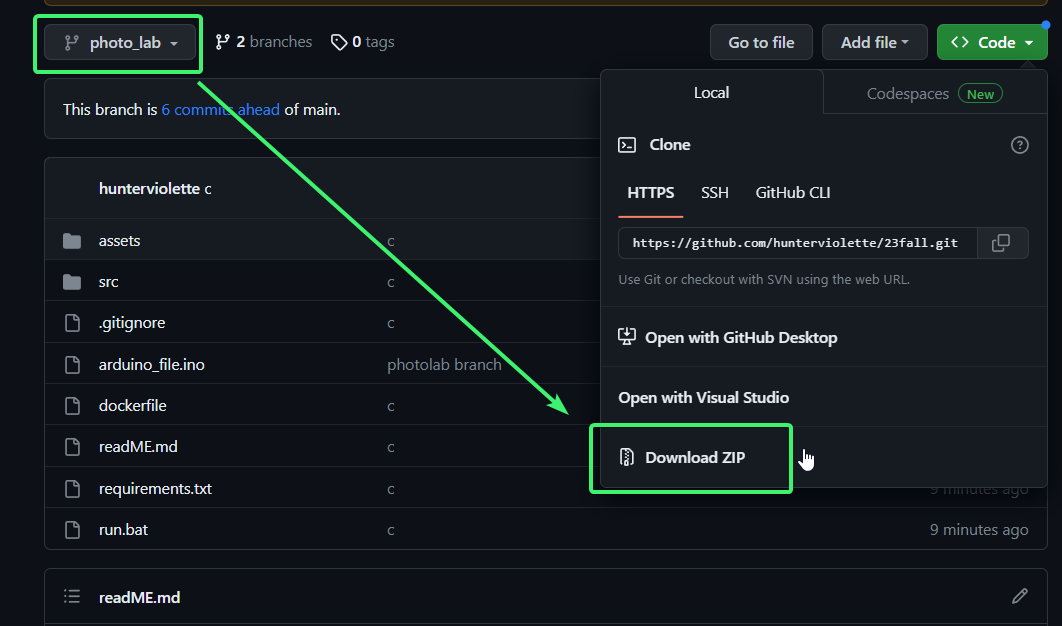 photo_lab
2 branches
0 tags
Go to file
Add file
Code
This branch is 6 commits ahead of main.
hunterviolette c
assets c
src c
.gitignore c
arduino_file.ino photolab branch
dockerfile c
readME.md c
requirements.txt c 9 minutes ago
run.bat c 9 minutes ago
readME.md
Local
Codespaces New
Clone
HTTPS SSH GitHub CLI
https://github.com/hunterviolette/23fall.git
Use Git or checkout with SVN using the web URL.
Open with GitHub Desktop
Open with Visual Studio
Download ZIP